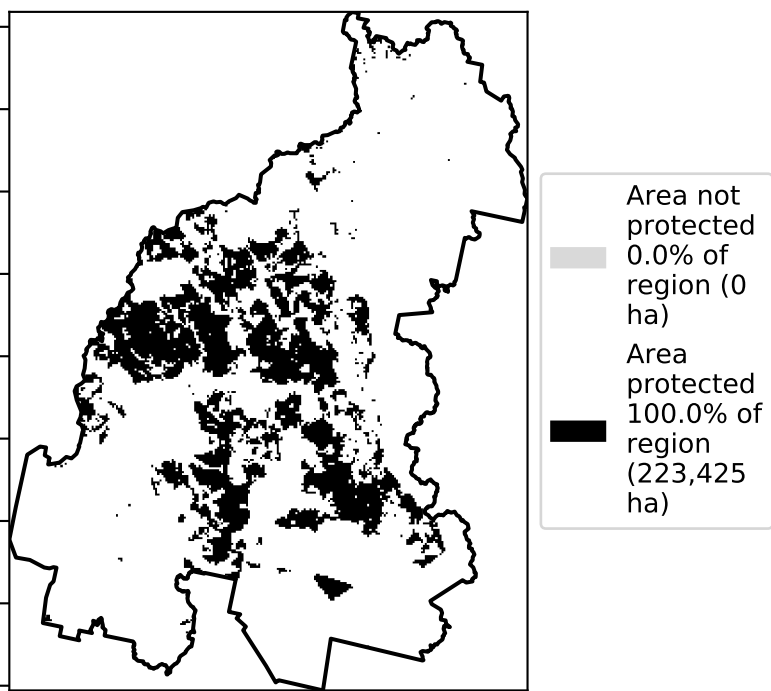 Area not
protected
0.0% of
region (0
ha)
Area
protected
100.0% of
region
(223,425
ha)